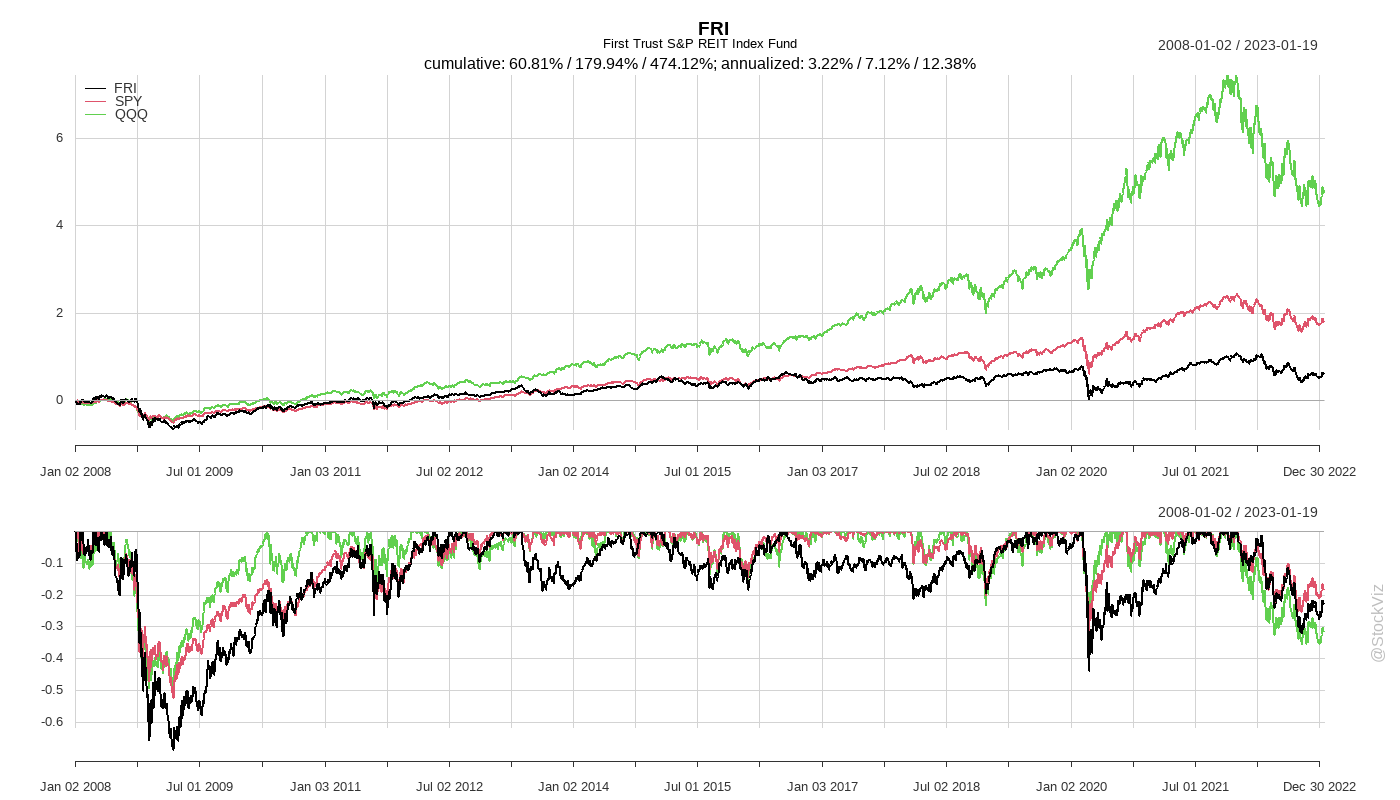 FRI
First Trust S&P REIT Index Fund
2008-01-02 / 2023-01-19
cumulative: 60.81% / 179.94% / 474.12%; annualized: 3.22% / 7.12% / 12.38%
FRI
SPY
QQQ
6
4
2
0
Jan 02 2008 Jul 01 2009 Jan 03 2011 Jul 02 2012 Jan 02 2014 Jul 01 2015 Jan 03 2017 Jul 02 2018 Jan 02 2020 Jul 01 2021 Dec 30 2022
2008-01-02 / 2023-01-19
-0.1
-0.2
-0.3
-0.4
-0.5
-0.6
Jan 02 2008 Jul 01 2009 Jan 03 2011 Jul 02 2012 Jan 02 2014 Jul 01 2015 Jan 03 2017 Jul 02 2018 Jan 02 2020 Jul 01 2021 Dec 30 2022
@StockViz